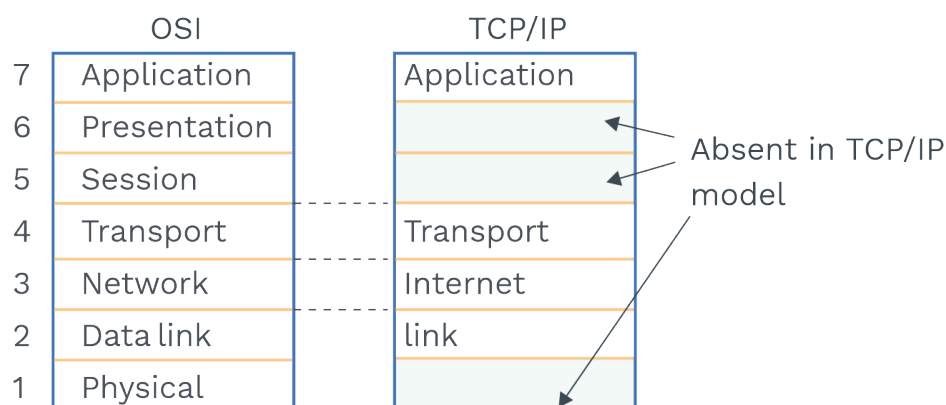 OSI TCP/IP
7 Application Application
6 Presentation
5 Session
Absent in TCP/IP
model
4 Transport Transport
3 Network Internet
2 Data link link
1 Physical